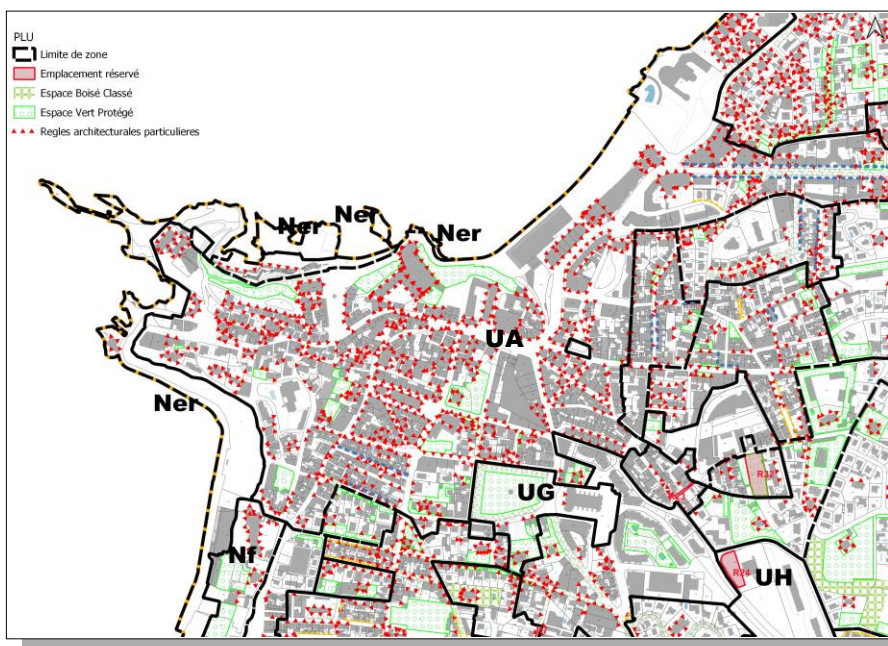 PLU
Limite de zone
Emplacement réservé
Espace Boisé Classé
Espace Vert Protégé
Regles architecturales particulieres
Ner
Ner
Ner
UA
Ner
UG
Nf
R24
UH